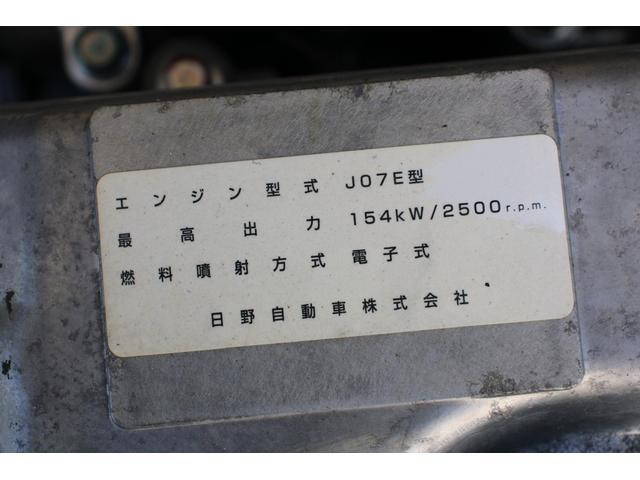 エンジン型式 J07E型
最高出力 154kW/2500r.p.m.
燃料噴射方式 電子式
日野自動車株式会社